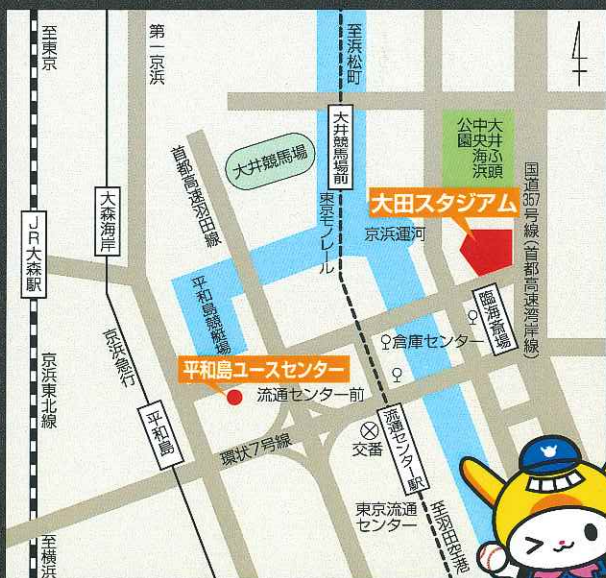 至東京
第一京浜
至浜松町
首都高速羽田線
大井競馬場
大井競馬場前
東京モノレール
大井ふ頭
中央海浜
公園
国道357号線(首都高速湾岸線)
大田スタジアム
京浜運河
大森海岸
JR大森駅
平和島競艇場
臨海斎場
倉庫センター
平和島ユースセンター
流通センター前
京浜急行
京浜東北線
平和島
環状7号線
交番
流通センター駅
東京流通
センター
至羽田空港
至横浜